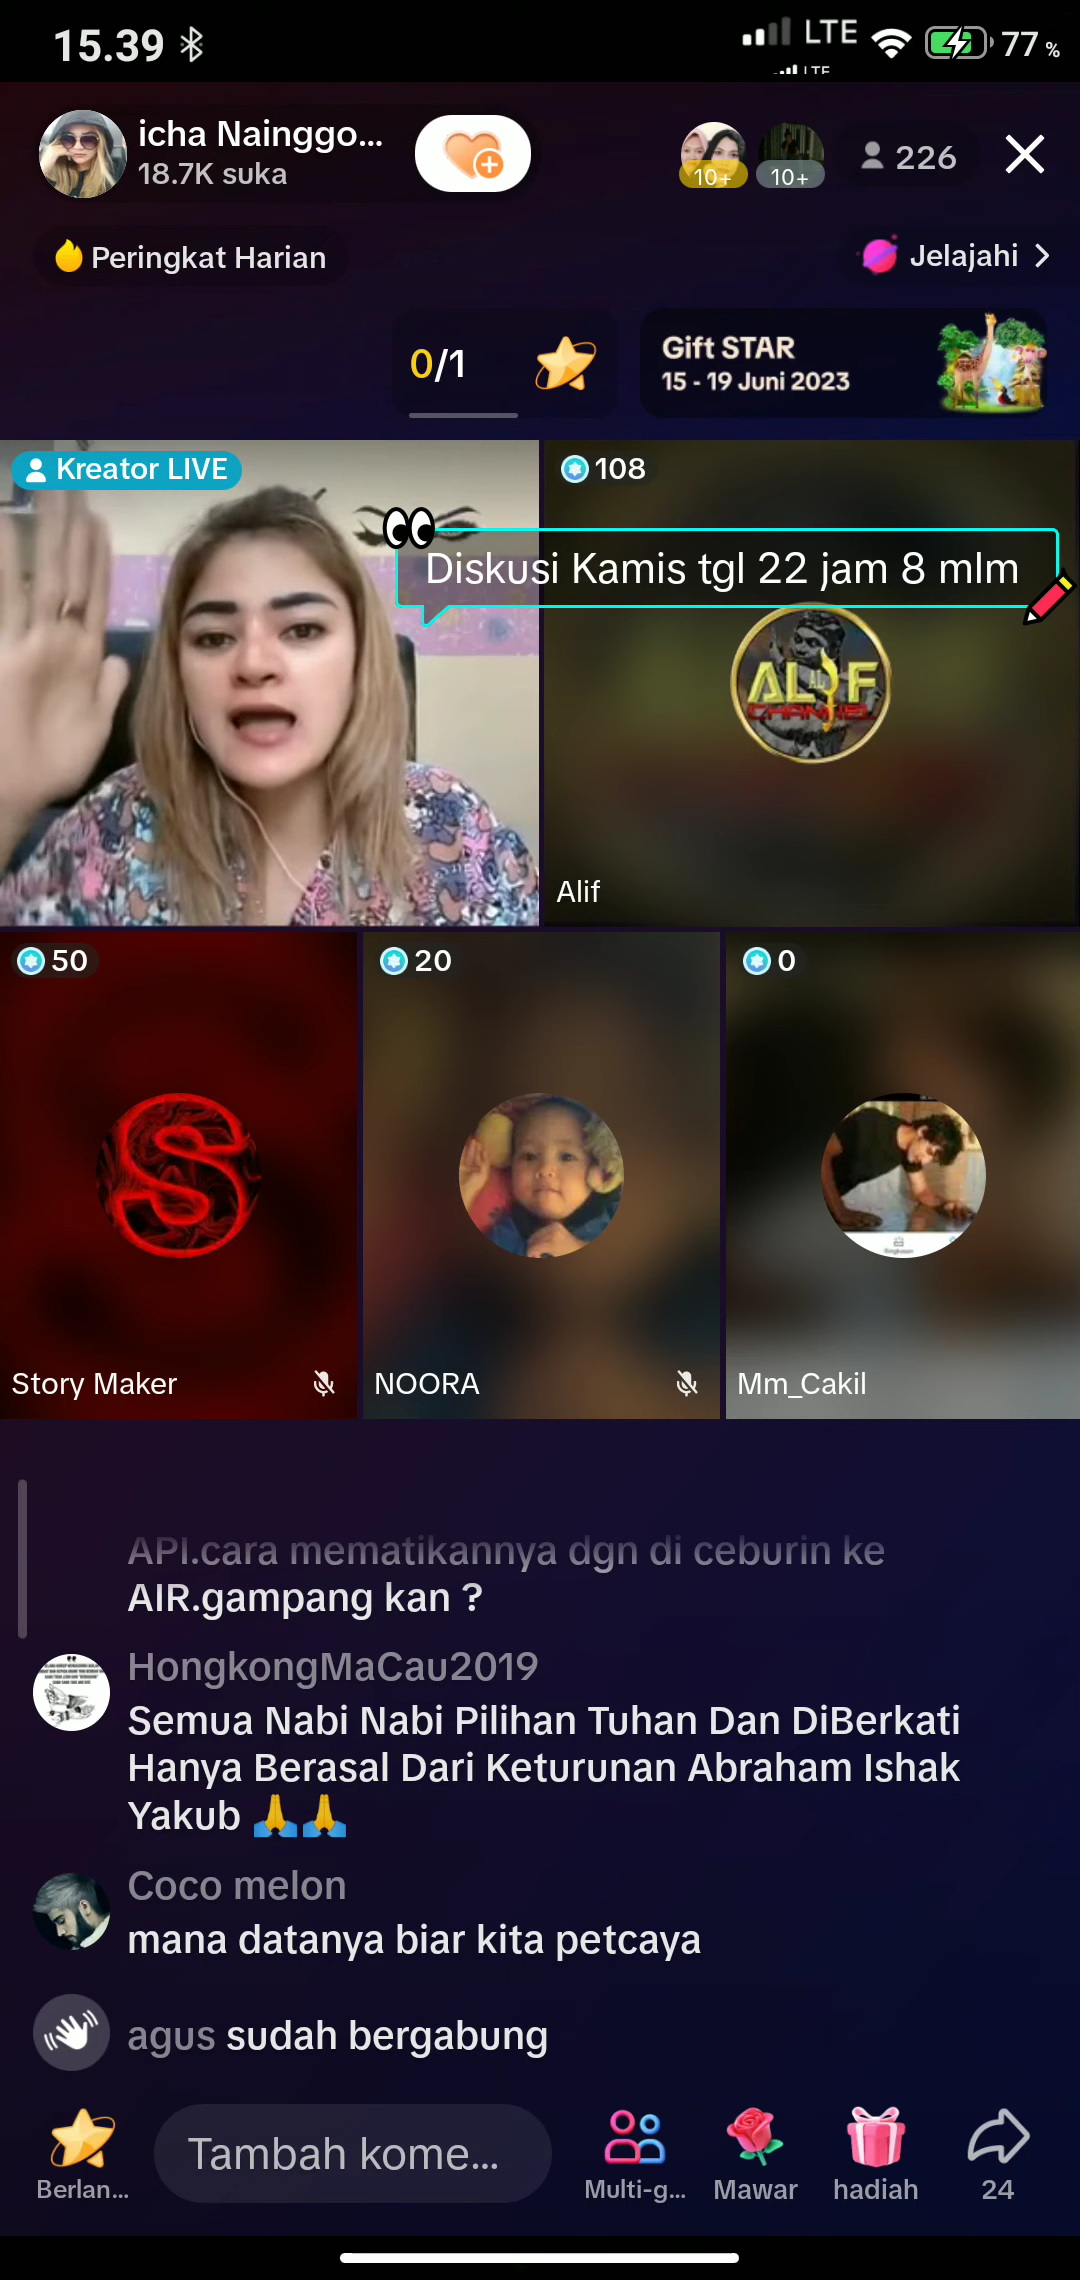 15.39
LTE
77 %
LTE
icha Nainggo...
18.7K suka
10+
10+
226
Peringkat Harian
Jelajahi
0/1
Gift STAR
15 - 19 Juni 2023
Kreator LIVE
108
Diskusi Kamis tgl 22 jam 8 mlm
ALIF
CHANNEL
Alif
50
20
0
S
Story Maker
NOORA
Mm_Cakil
API.cara mematikannya dgn di ceburin ke
AIR.gampang kan ?
HongkongMaCau2019
Semua Nabi Nabi Pilihan Tuhan Dan DiBerkati
Hanya Berasal Dari Keturunan Abraham Ishak
Yakub 🙏🙏
Coco melon
mana datanya biar kita petcaya
agus sudah bergabung
Berlan...
Tambah kome...
Multi-g...
Mawar
hadiah
24